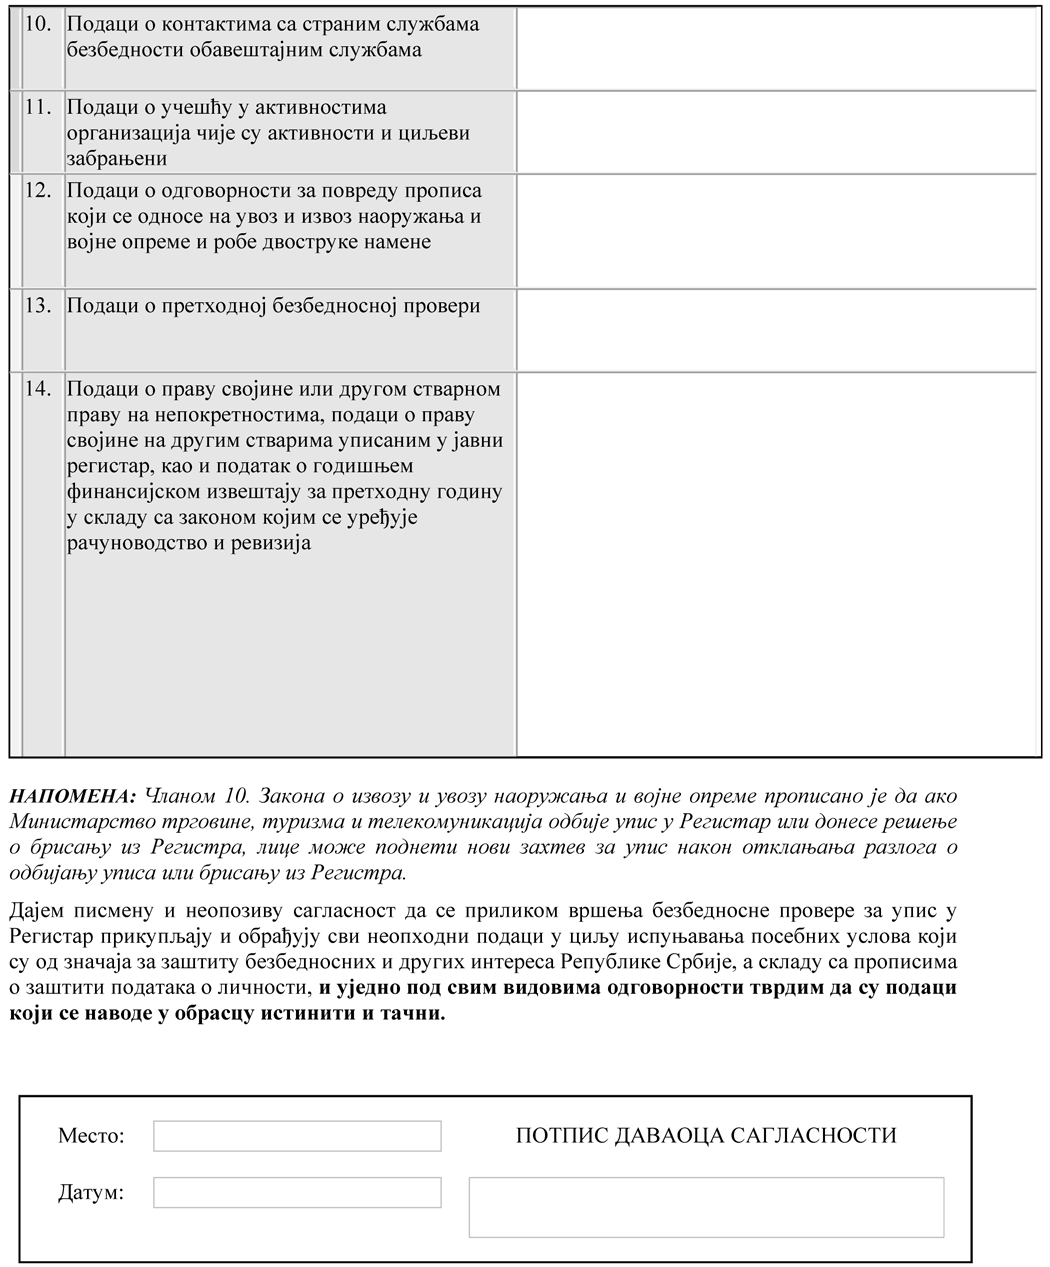 10. Подаци о контактима са страним службама
безбедности обавештајним службама
11. Подаци о учешћу у активностима
организација чије су активности и циљеви
забрањени
12. Подаци о одговорности за повреду прописа
који се односе на увоз и извоз наоружања и
војне опреме и робе двоструке намене
13. Подаци о претходној безбедносној провери
14. Подаци о праву својине или другом стварном
праву на непокретностима, подаци о праву
својине на другим стварима уписаним у јавни
регистар, као и податак о годишњем
финансијском извештају за претходну годину
у складу са законом којим се уређује
рачуноводство и ревизија
НАПОМЕНА: Чланом 10. Закона о извозу и увозу наоружања и војне опреме прописано је да ако
Министарство трговине, туризма и телекомуникација одбије упис у Регистар или донесе решење
о брисању из Регистра, лице може поднети нови захтев за упис након отклањања разлога о
одбијању уписа или брисању из Регистра.
Дајем писмену и неопозиву сагласност да се приликом вршења безбедносне провере за упис у
Регистар прикупљају и обрађују сви неопходни подаци у циљу испуњавања посебних услова који
су од значаја за заштиту безбедносних и других интереса Републике Србије, а складу са прописима
о заштити података о личности, и уједно под свим видовима одговорности тврдим да су подаци
који се наводе у обрасцу истинити и тачни.
Место: ПОТПИС ДАВАОЦА САГЛАСНОСТИ
Датум: